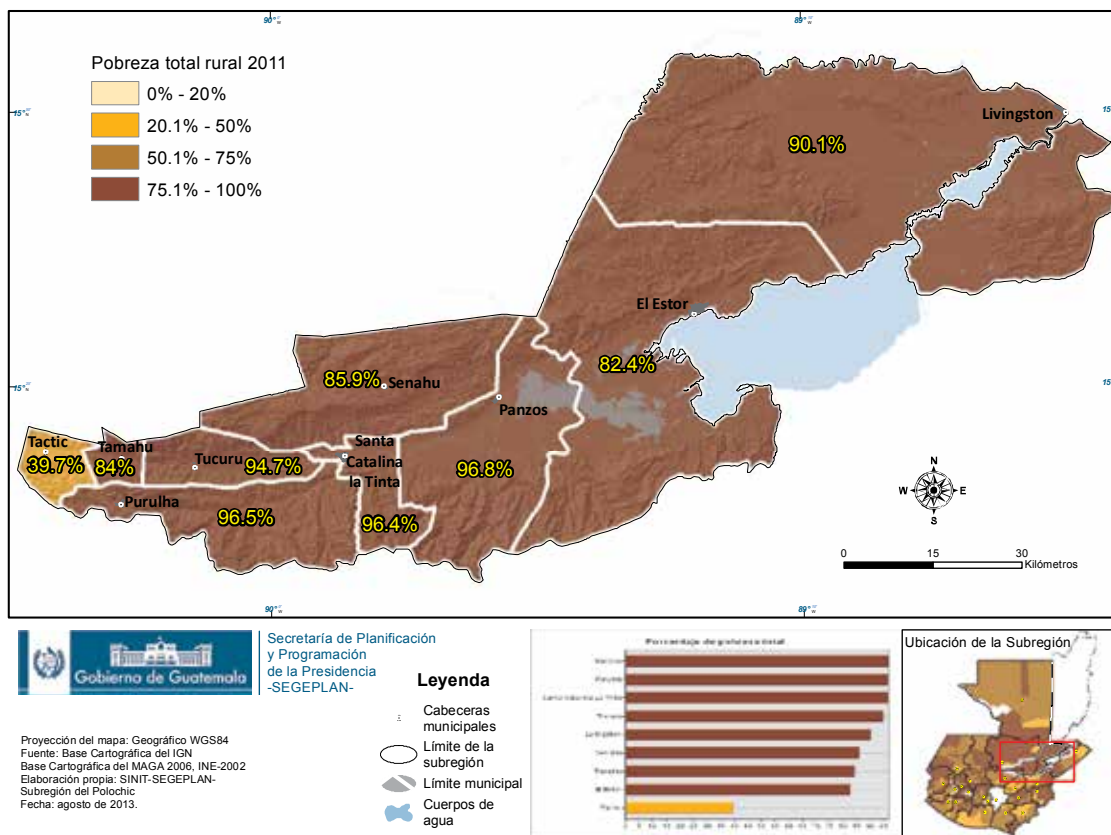 90°
89°
Pobreza total rural 2011
0% - 20%
20.1% - 50%
50.1% - 75%
75.1% - 100%
15°
15°
Livingston
90.1%
El Estor
82.4%
15°
15°
85.9%
Senahu
Panzos
Tactic
39.7%
Tamahu
84%
Tucuru
94.7%
Santa
Catalina
la Tinta
96.8%
Purulha
96.5%
96.4%
N
W E
S
0 15 30
Kilómetros
90°
89°
Gobierno de Guatemala
Secretaría de Planificación
y Programación
de la Presidencia
-SEGEPLAN-
Proyección del mapa: Geográfico WGS84
Fuente: Base Cartográfica del IGN
Base Cartográfica del MAGA 2006, INE-2002
Elaboración propia: SINIT-SEGEPLAN-
Subregión del Polochic
Fecha: agosto de 2013.
Leyenda
Cabeceras
municipales
Límite de la
subregión
Límite municipal
Cuerpos de
agua
Porcentaje de pobreza total
Ubicación de la Subregión